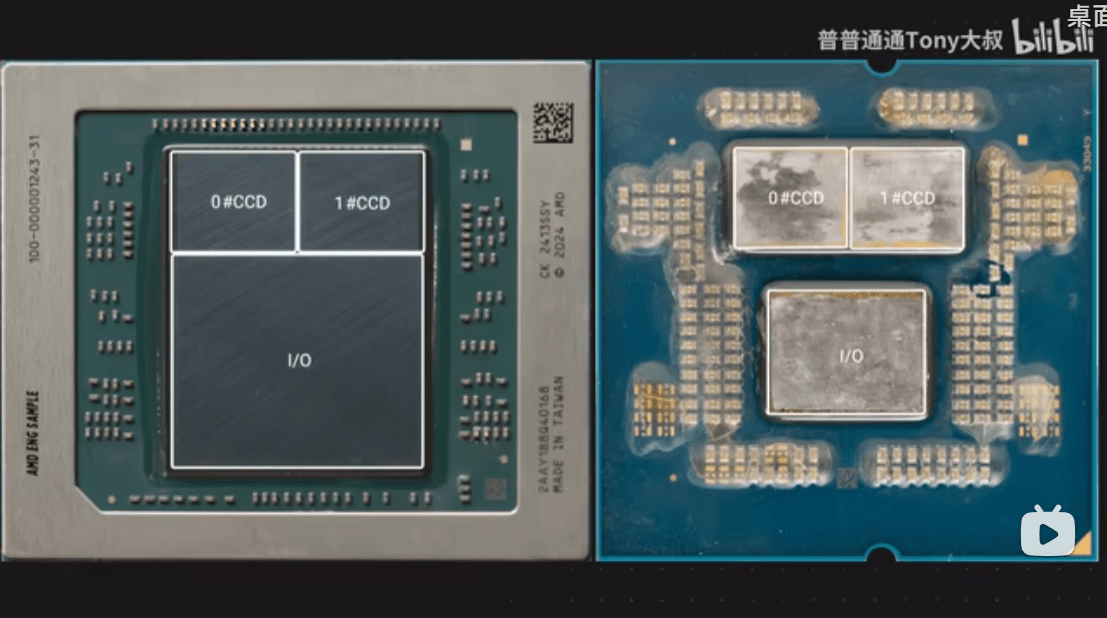 桌面
普普通通Tony大叔 bilibili
100-000001243-31
AMD ENG SAMPLE
0#CCD
1#CCD
I/O
CK 2413SSY
© 2024 AMD
2AAY1B8Q40168
MADE IN TAIWAN
0#CCD
1#CCD
I/O
33049 Y